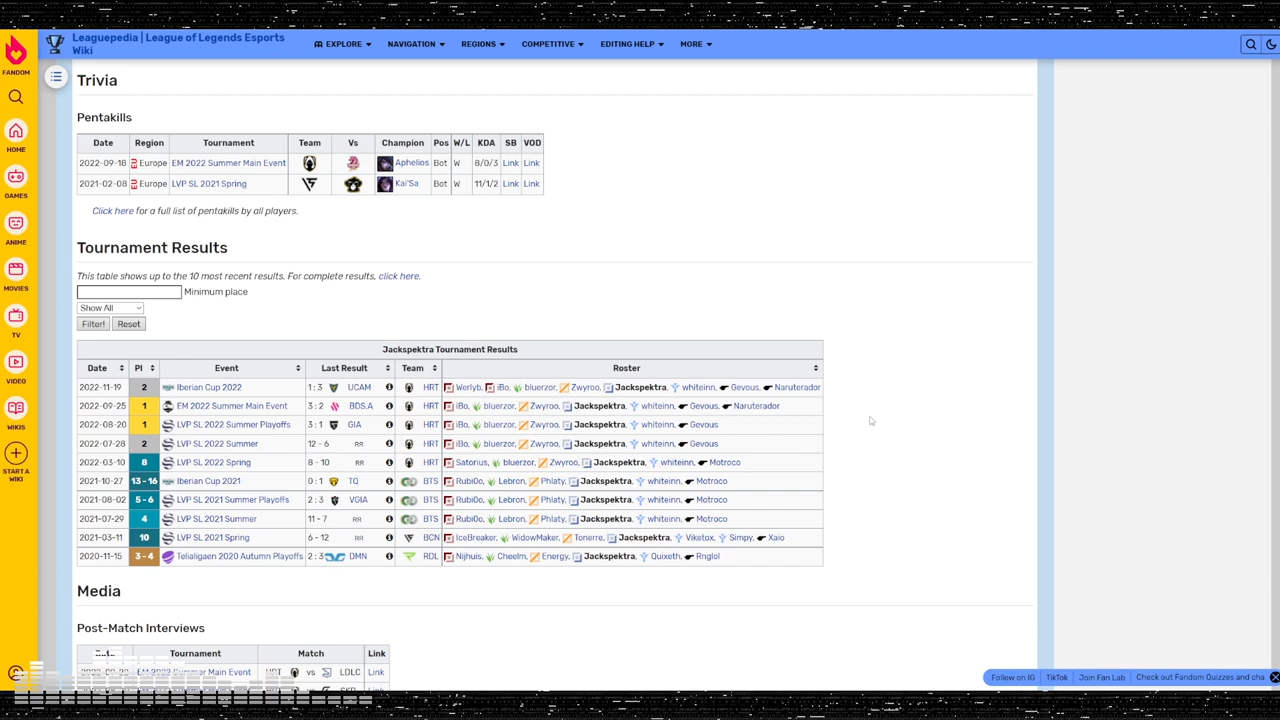 Leaguepedia | League of Legends Esports
Wiki
EXPLORE NAVIGATION REGIONS COMPETITIVE EDITING HELP MORE
FANDOM
HOME
GAMES
ANIME
MOVIES
TV
VIDEO
WIKIS
START A
WIKI
Trivia
Pentakills
Date Region Tournament Team Vs Champion Pos W/L KDA SB VOD
2022-09-18 Europe EM 2022 Summer Main Event Aphelios Bot W 8/0/3 Link Link
2021-02-08 Europe LVP SL 2021 Spring Kai'Sa Bot W 11/1/2 Link Link
Click here for a full list of pentakills by all players.
Tournament Results
This table shows up to the 10 most recent results. For complete results, click here.
Minimum place
Show All
Filter! Reset
Jackspektra Tournament Results
Date Pl Event Last Result Team Roster
2022-11-19 2 Iberian Cup 2022 1 : 3 UCAM HRT Werlyb, iBo, bluerzor, Zwyroo, Jackspektra, whiteinn, Gevous, Naruterador
2022-09-25 1 EM 2022 Summer Main Event 3 : 2 BDS.A HRT iBo, bluerzor, Zwyroo, Jackspektra, whiteinn, Gevous, Naruterador
2022-08-20 1 LVP SL 2022 Summer Playoffs 3 : 1 GIA HRT iBo, bluerzor, Zwyroo, Jackspektra, whiteinn, Gevous
2022-07-28 2 LVP SL 2022 Summer 12 - 6 RR HRT iBo, bluerzor, Zwyroo, Jackspektra, whiteinn, Gevous
2022-03-10 8 LVP SL 2022 Spring 8 - 10 RR HRT Satorius, bluerzor, Zwyroo, Jackspektra, whiteinn, Motroco
2021-10-27 13 - 16 Iberian Cup 2021 0 : 1 TQ BTS Rubi0o, Lebron, Phlaty, Jackspektra, whiteinn, Motroco
2021-08-02 5 - 6 LVP SL 2021 Summer Playoffs 2 : 3 VGIA BTS Rubi0o, Lebron, Phlaty, Jackspektra, whiteinn, Motroco
2021-07-29 4 LVP SL 2021 Summer 11 - 7 RR BTS Rubi0o, Lebron, Phlaty, Jackspektra, whiteinn, Motroco
2021-03-11 10 LVP SL 2021 Spring 6 - 12 RR BCN IceBreaker, WidowMaker, Tonerre, Jackspektra, Viketox, Simpy, Xaio
2020-11-15 3 - 4 Telialigaen 2020 Autumn Playoffs 2 : 3 DMN RDL Nijhuis, Cheelm, Energy, Jackspektra, Quixeth, Rnglol
Media
Post-Match Interviews
Tournament Match Link
EM 2022 Summer Main Event HRT vs LOLC Link
Follow on IG TikTok Join Fan Lab Check out Fandom Quizzes and cha